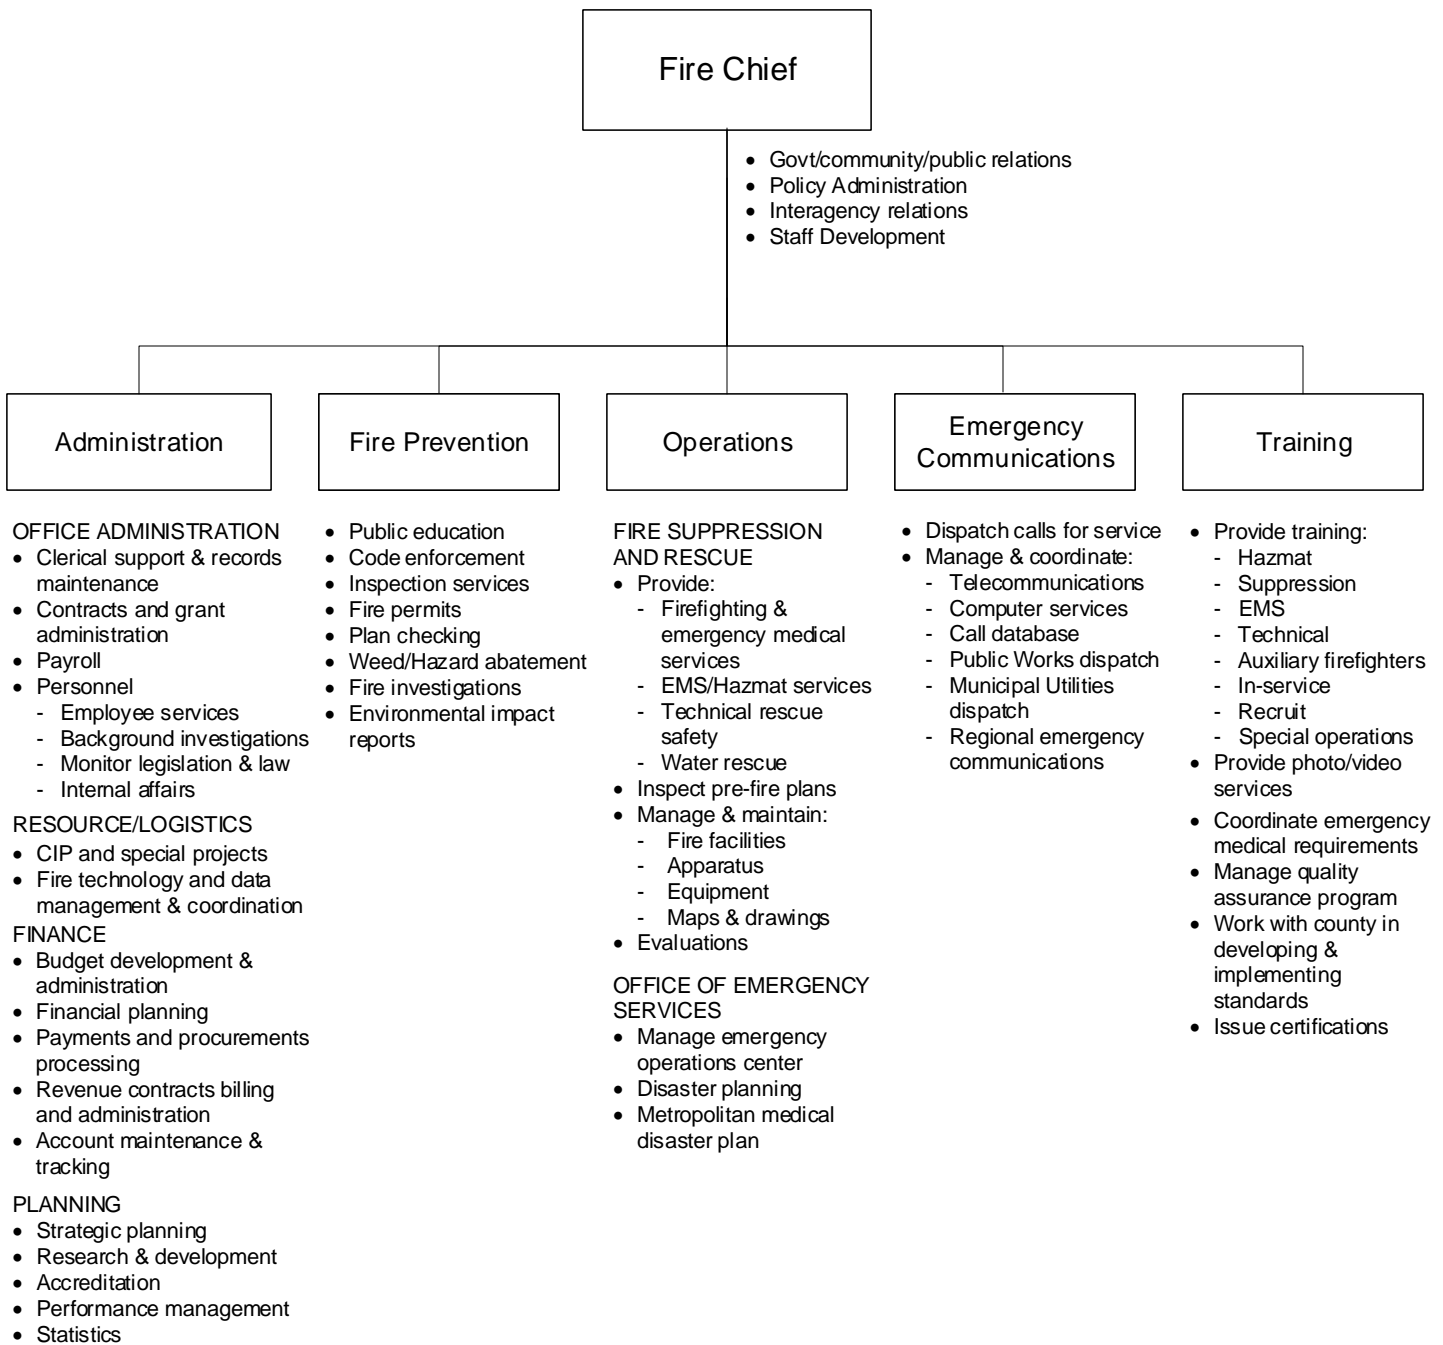 Fire Chief
• Govt/community/public relations
• Policy Administration
• Interagency relations
• Staff Development
Administration
OFFICE ADMINISTRATION
• Clerical support & records
maintenance
• Contracts and grant
administration
• Payroll
• Personnel
- Employee services
- Background investigations
- Monitor legislation & law
- Internal affairs
RESOURCE/LOGISTICS
• CIP and special projects
• Fire technology and data
management & coordination
FINANCE
• Budget development &
administration
• Financial planning
• Payments and procurements
processing
• Revenue contracts billing
and administration
• Account maintenance &
tracking
PLANNING
• Strategic planning
• Research & development
• Accreditation
• Performance management
• Statistics
Fire Prevention
• Public education
• Code enforcement
• Inspection services
• Fire permits
• Plan checking
• Weed/Hazard abatement
• Fire investigations
• Environmental impact
reports
Operations
FIRE SUPPRESSION
AND RESCUE
• Provide:
- Firefighting &
emergency medical
services
- EMS/Hazmat services
- Technical rescue
safety
- Water rescue
• Inspect pre-fire plans
• Manage & maintain:
- Fire facilities
- Apparatus
- Equipment
- Maps & drawings
• Evaluations
OFFICE OF EMERGENCY
SERVICES
• Manage emergency
operations center
• Disaster planning
• Metropolitan medical
disaster plan
Emergency
Communications
• Dispatch calls for service
• Manage & coordinate:
- Telecommunications
- Computer services
- Call database
- Public Works dispatch
- Municipal Utilities
dispatch
- Regional emergency
communications
Training
• Provide training:
- Hazmat
- Suppression
- EMS
- Technical
- Auxiliary firefighters
- In-service
- Recruit
- Special operations
• Provide photo/video
services
• Coordinate emergency
medical requirements
• Manage quality
assurance program
• Work with county in
developing &
implementing
standards
• Issue certifications